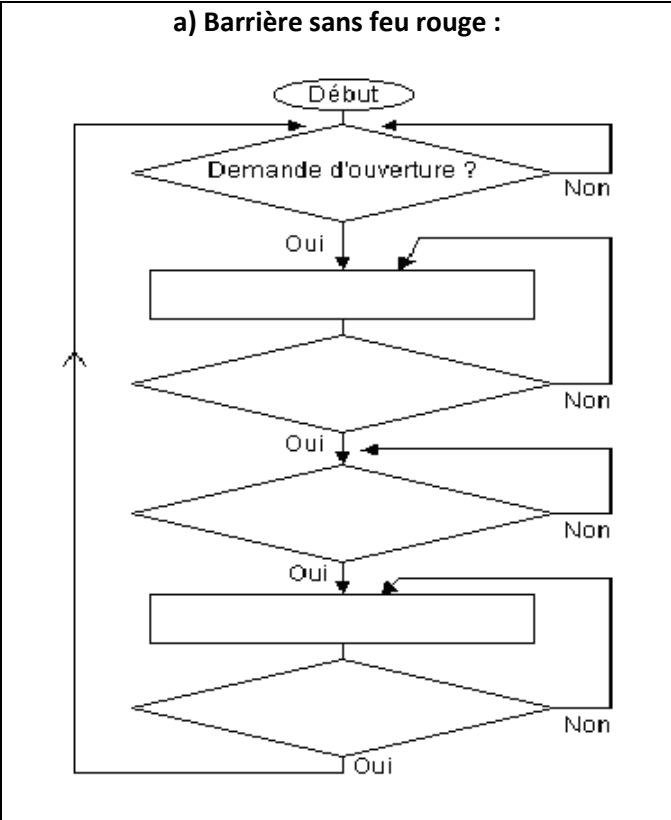 a) Barrière sans feu rouge :
Début
Demande d'ouverture ?
Non
Oui
Non
Oui
Non
Oui
Non
Oui